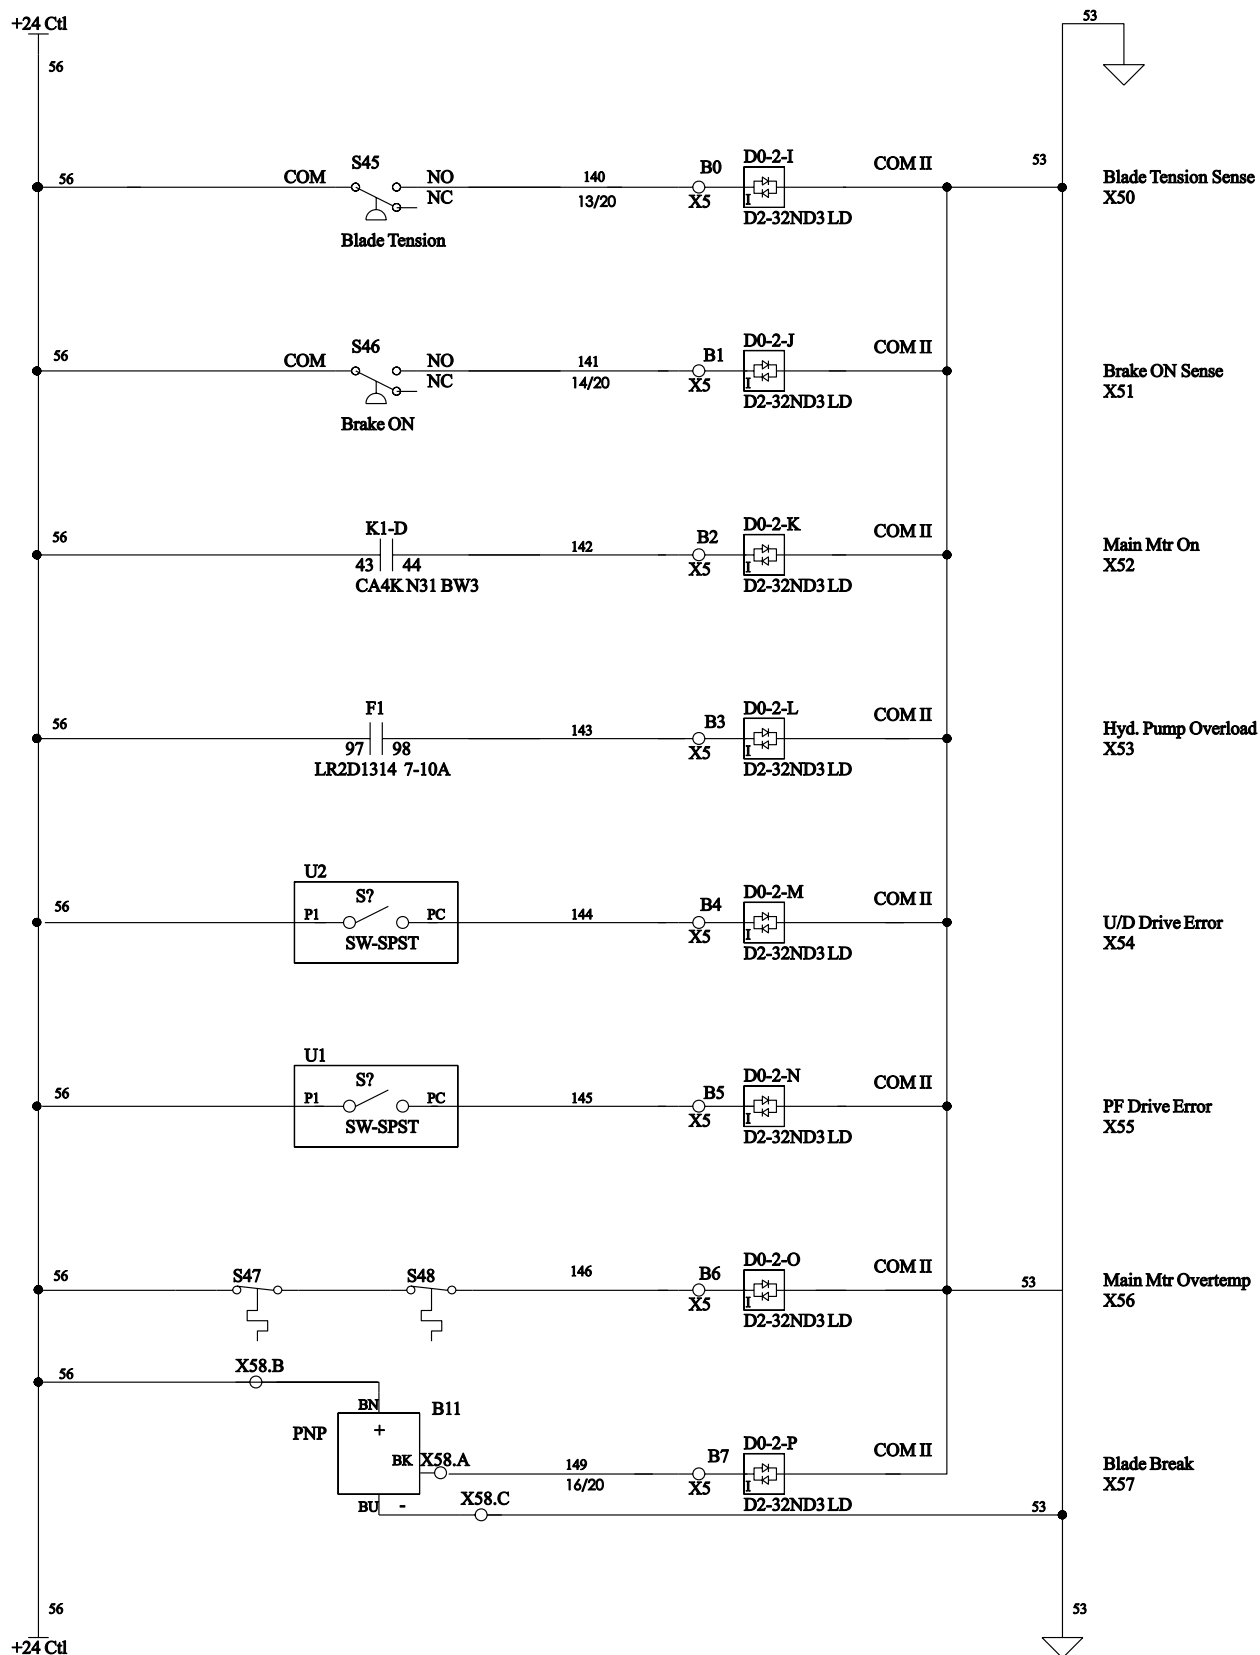 +24 Ctl
53
56
56
COM
S45
NO
NC
Blade Tension
140
13/20
B0
X5
D0-2-I
I
D2-32ND3 LD
COM II
53
Blade Tension Sense
X50
56
COM
S46
NO
NC
Brake ON
141
14/20
B1
X5
D0-2-J
I
D2-32ND3 LD
COM II
Brake ON Sense
X51
56
K1-D
43 44
CA4K N31 BW3
142
B2
X5
D0-2-K
I
D2-32ND3 LD
COM II
Main Mtr On
X52
56
F1
97 98
LR2D1314 7-10A
143
B3
X5
D0-2-L
I
D2-32ND3 LD
COM II
Hyd. Pump Overload
X53
56
U2
S?
P1
PC
SW-SPST
144
B4
X5
D0-2-M
I
D2-32ND3 LD
COM II
U/D Drive Error
X54
56
U1
S?
P1
PC
SW-SPST
145
B5
X5
D0-2-N
I
D2-32ND3 LD
COM II
PF Drive Error
X55
56
S47
S48
146
B6
X5
D0-2-O
I
D2-32ND3 LD
COM II
53
Main Mtr Overtemp
X56
56
X58.B
BN
B11
PNP
+
BK
X58.A
BU
-
X58.C
149
16/20
B7
X5
D0-2-P
I
D2-32ND3 LD
COM II
53
Blade Break
X57
56
53
+24 Ctl